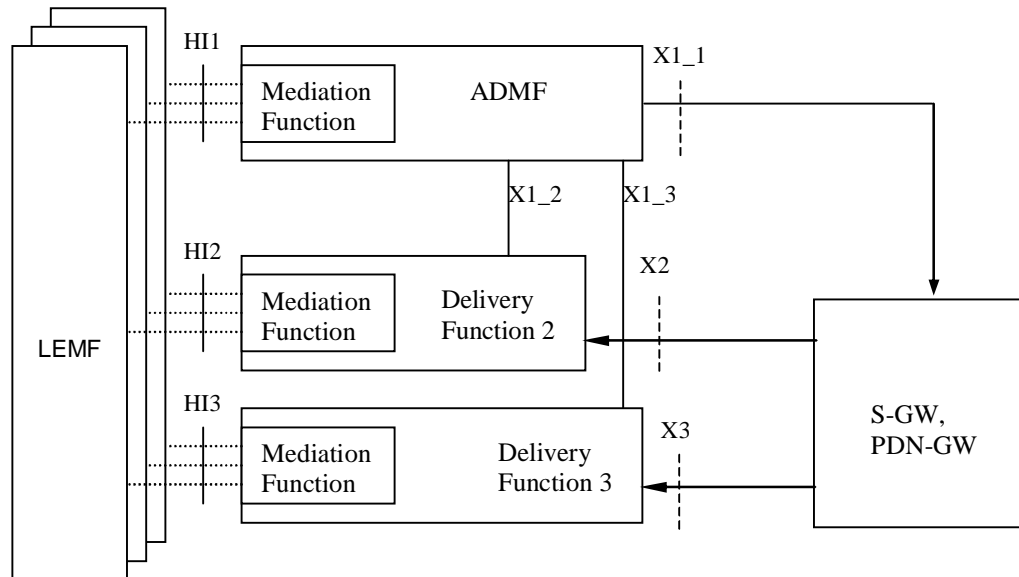 HI1
Mediation
Function
ADMF
X1_1
X1_2
X1_3
HI2
Mediation
Function
Delivery
Function 2
X2
LEMF
HI3
Mediation
Function
Delivery
Function 3
X3
S-GW,
PDN-GW